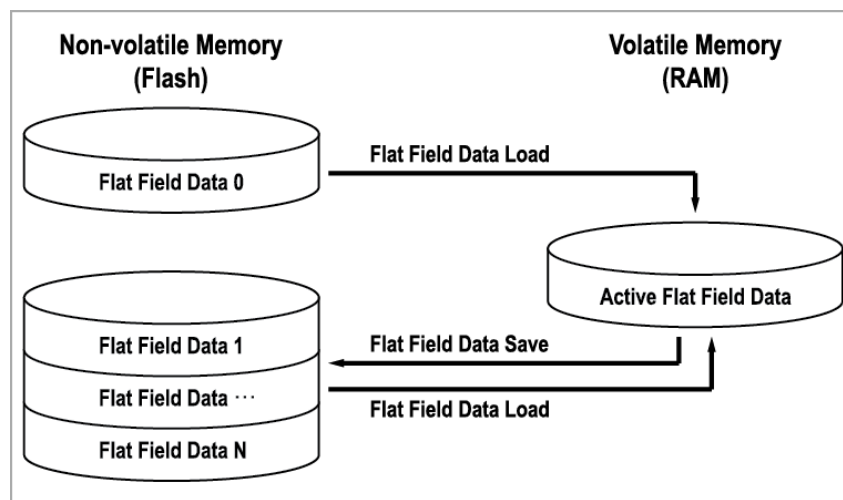 Non-volatile Memory
(Flash)
Volatile Memory
(RAM)
Flat Field Data 0
Flat Field Data Load
Active Flat Field Data
Flat Field Data 1
Flat Field Data Save
Flat Field Data ⋯
Flat Field Data Load
Flat Field Data N